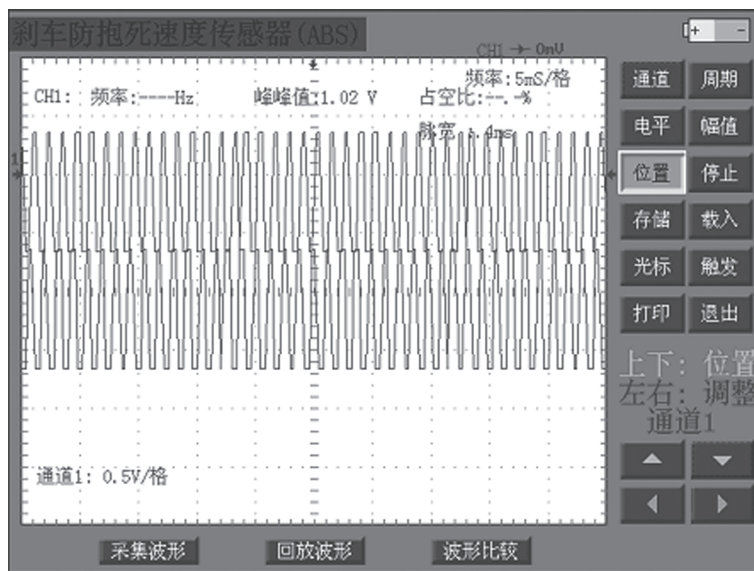 刹车防抱死速度传感器(ABS)
CH1 0mV
频率:5mS/格
CH1: 频率:----Hz 峰峰值:1.02 V 占空比:--.-%
脉宽:.4ms
1
通道 周期
电平 幅值
位置 停止
存储 载入
光标 触发
打印 退出
上下: 位置
左右: 调整
通道1
通道1: 0.5V/格
采集波形 回放波形 波形比较